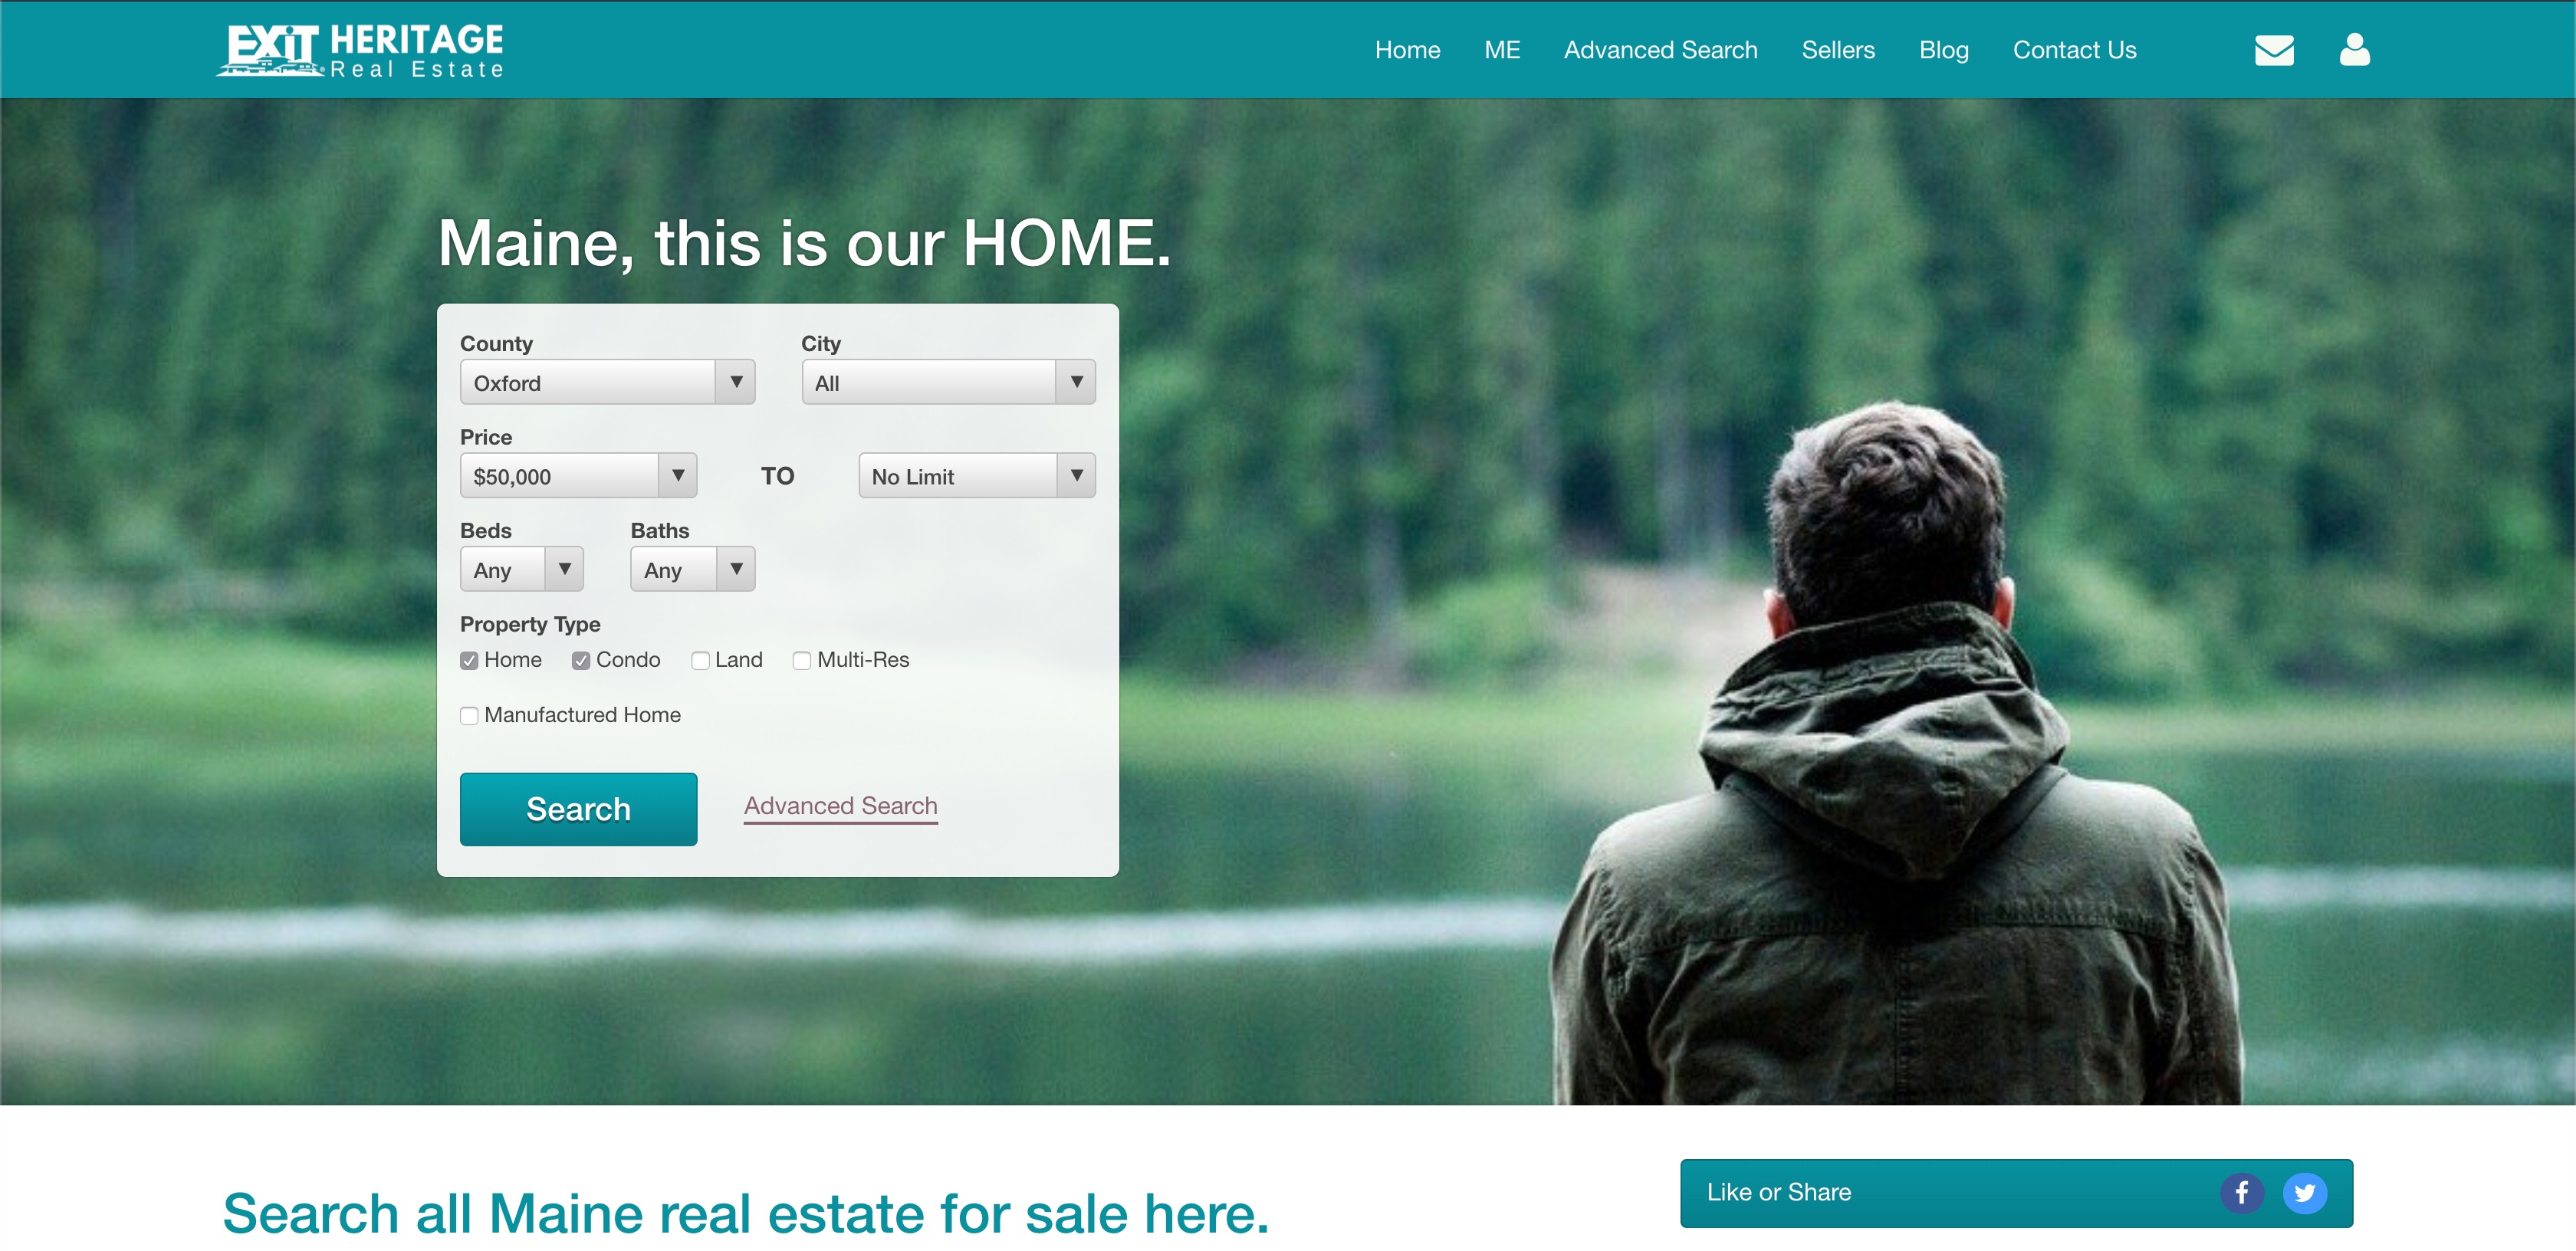 EXIT HERITAGE
Real Estate
Home ME Advanced Search Sellers Blog Contact Us
Maine, this is our HOME.
County City
Oxford All
Price
$50,000 TO No Limit
Beds Baths
Any Any
Property Type
Home Condo Land Multi-Res
Manufactured Home
Search Advanced Search
Like or Share
Search all Maine real estate for sale here.